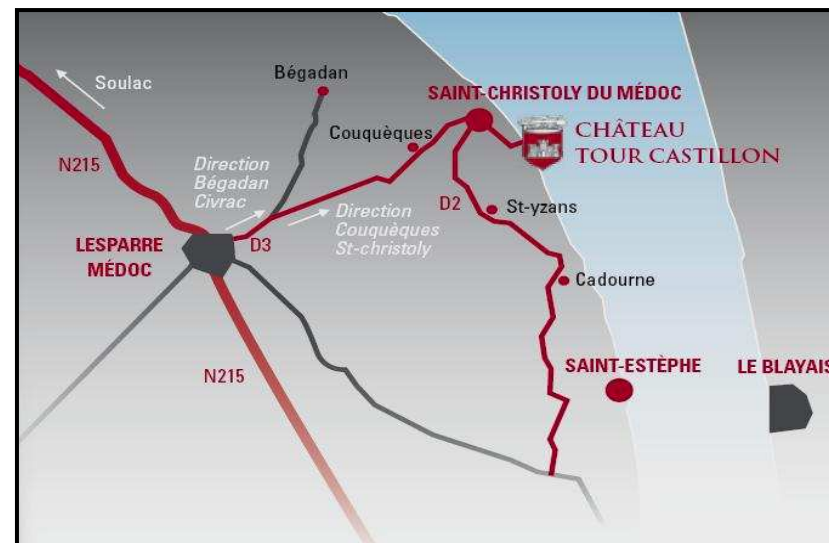 Soulac
Bégadan
SAINT-CHRISTOLY DU MÉDOC
CHÂTEAU
TOUR CASTILLON
Couquèques
N215
Direction
Bégadan
Civrac
Direction
Couquèques
St-christoly
D2
St-yzans
LESPARRE
MÉDOC
D3
Cadourne
N215
SAINT-ESTÈPHE
LE BLAYAIS